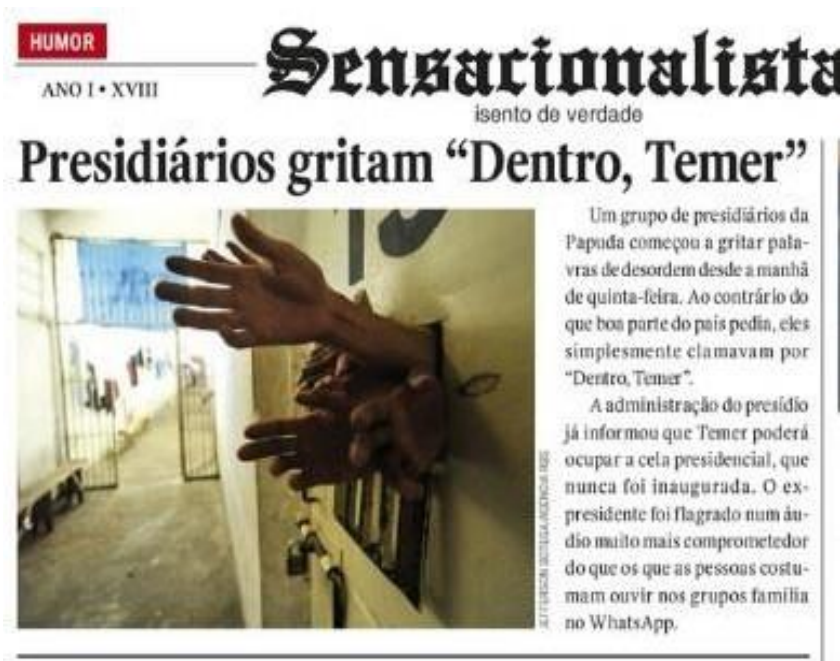 HUMOR
Sensacionalista
ANO I • XVIII
isento de verdade
Presidiários gritam “Dentro, Temer”
Um grupo de presidiários da
Papuda começou a gritar pala-
vras de desordem desde a manhã
de quinta-feira. Ao contrário do
que boa parte do país pedia, eles
simplesmente clamavam por
“Dentro, Temer”.
A administração do presídio
já informou que Temer poderá
ocupar a cela presidencial, que
nunca foi inaugurada. O ex-
presidente foi flagrado num áu-
dio muito mais comprometedor
do que os que as pessoas costu-
mam ouvir nos grupos família
no WhatsApp.